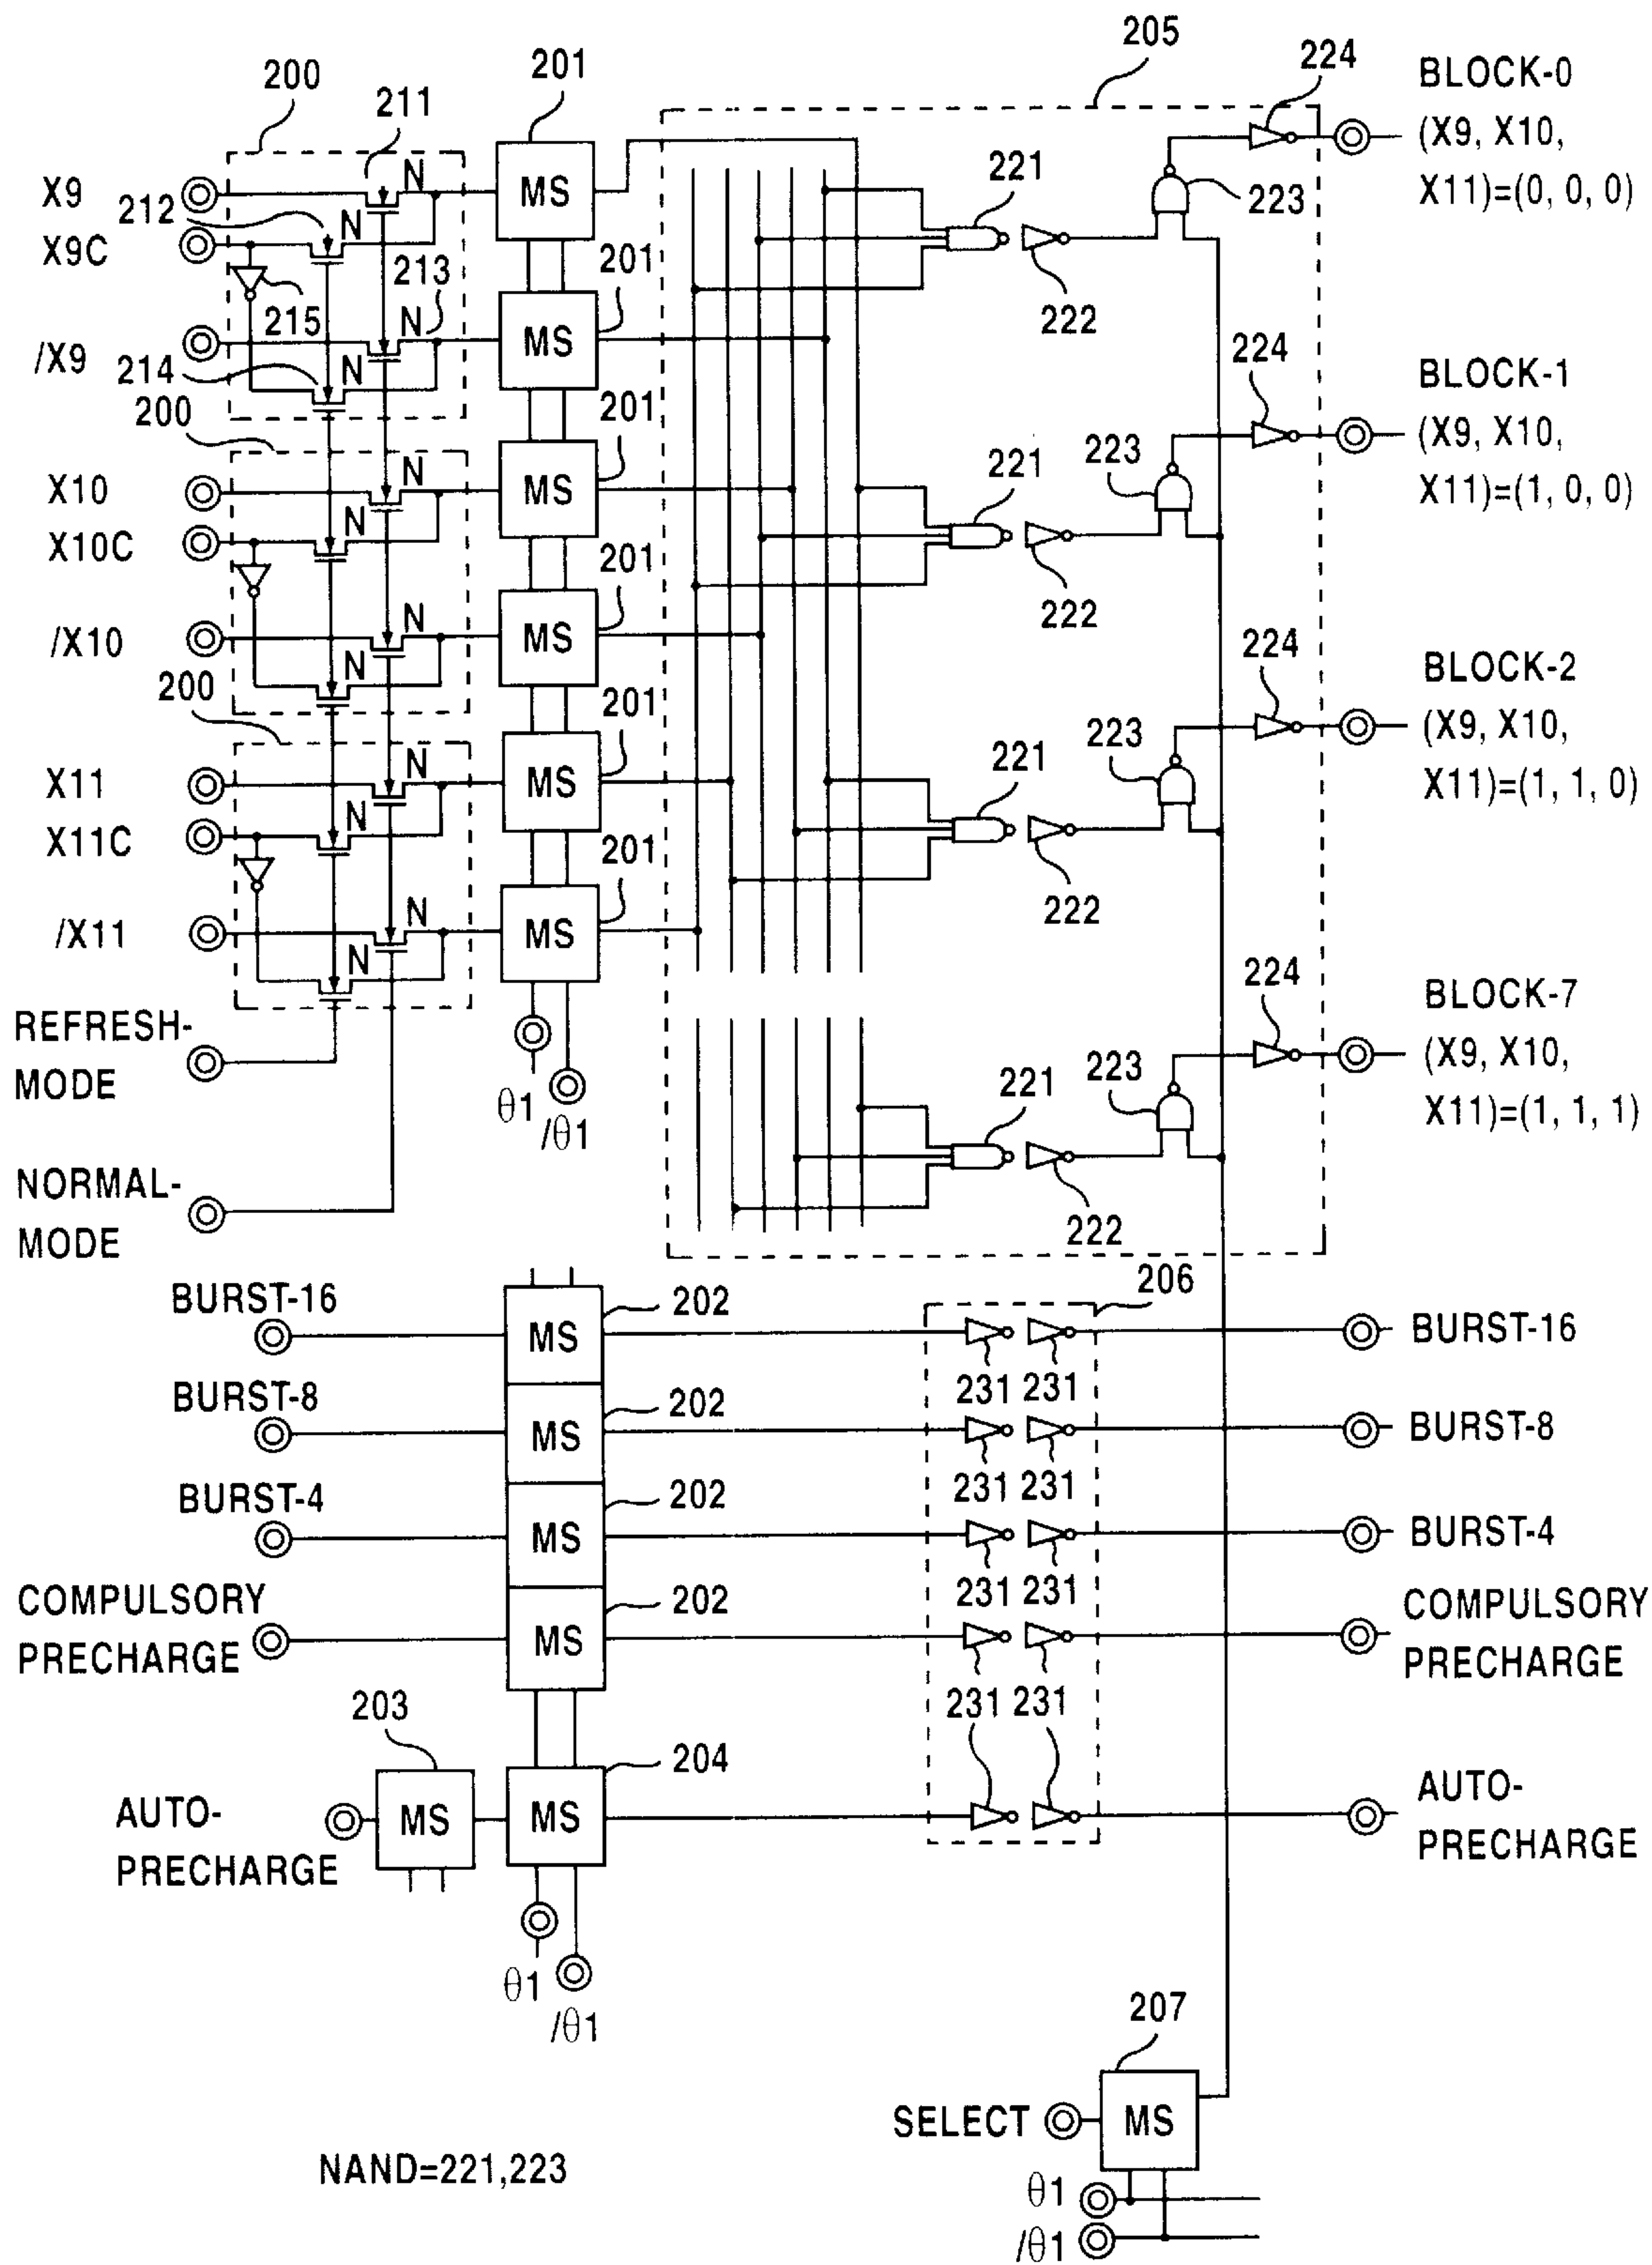 205
224
BLOCK-0
(X9, X10,
X11)=(0, 0, 0)
201
200
211
X9
N
MS
221
223
212
X9C
N
213
201
222
215
/X9
N
MS
214
N
224
BLOCK-1
(X9, X10,
X11)=(1, 0, 0)
200
201
X10
N
MS
221
223
X10C
N
201
222
/X10
N
MS
N
224
BLOCK-2
(X9, X10,
X11)=(1, 1, 0)
200
201
X11
N
MS
221
223
X11C
N
201
222
/X11
N
MS
N
224
BLOCK-7
(X9, X10,
X11)=(1, 1, 1)
REFRESH-
MODE
θ1
/θ1
221
223
NORMAL-
MODE
222
206
BURST-16
MS
202
231 231
BURST-16
BURST-8
MS
202
231 231
BURST-8
BURST-4
MS
202
231 231
BURST-4
COMPULSORY
PRECHARGE
MS
202
COMPULSORY
PRECHARGE
231 231
203
204
AUTO-
PRECHARGE
MS
MS
AUTO-
PRECHARGE
θ1
/θ1
207
SELECT
MS
NAND=221,223
θ1
/θ1